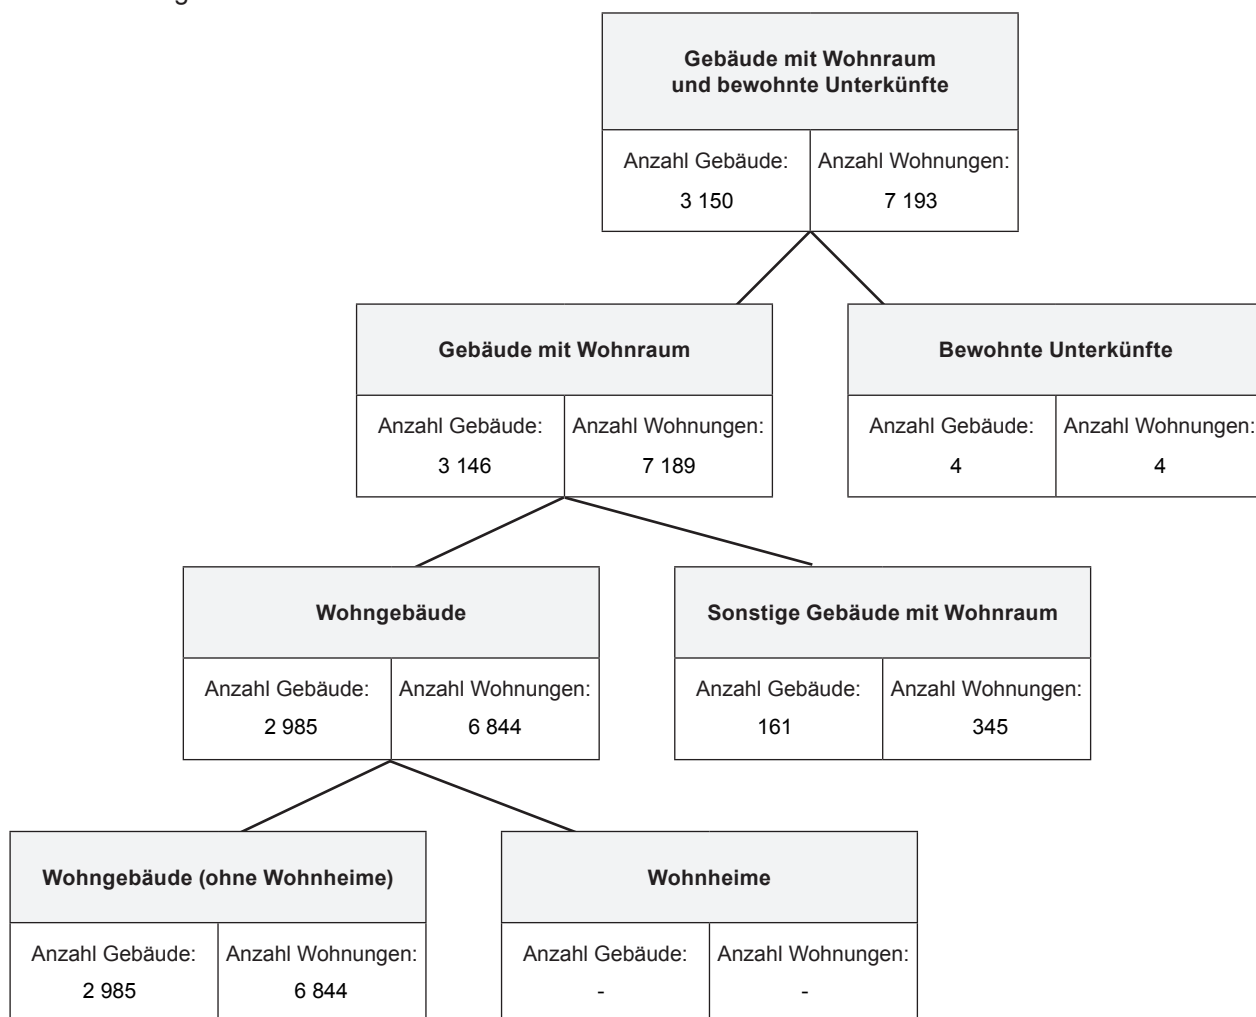 Gebäude mit Wohnraum
und bewohnte Unterkünfte
Anzahl Gebäude: Anzahl Wohnungen:
3 150 7 193
Gebäude mit Wohnraum Bewohnte Unterkünfte
Anzahl Gebäude: Anzahl Wohnungen: Anzahl Gebäude: Anzahl Wohnungen:
3 146 7 189 4 4
Wohngebäude Sonstige Gebäude mit Wohnraum
Anzahl Gebäude: Anzahl Wohnungen: Anzahl Gebäude: Anzahl Wohnungen:
2 985 6 844 161 345
Wohngebäude (ohne Wohnheime) Wohnheime
Anzahl Gebäude: Anzahl Wohnungen: Anzahl Gebäude: Anzahl Wohnungen:
2 985 6 844 - -